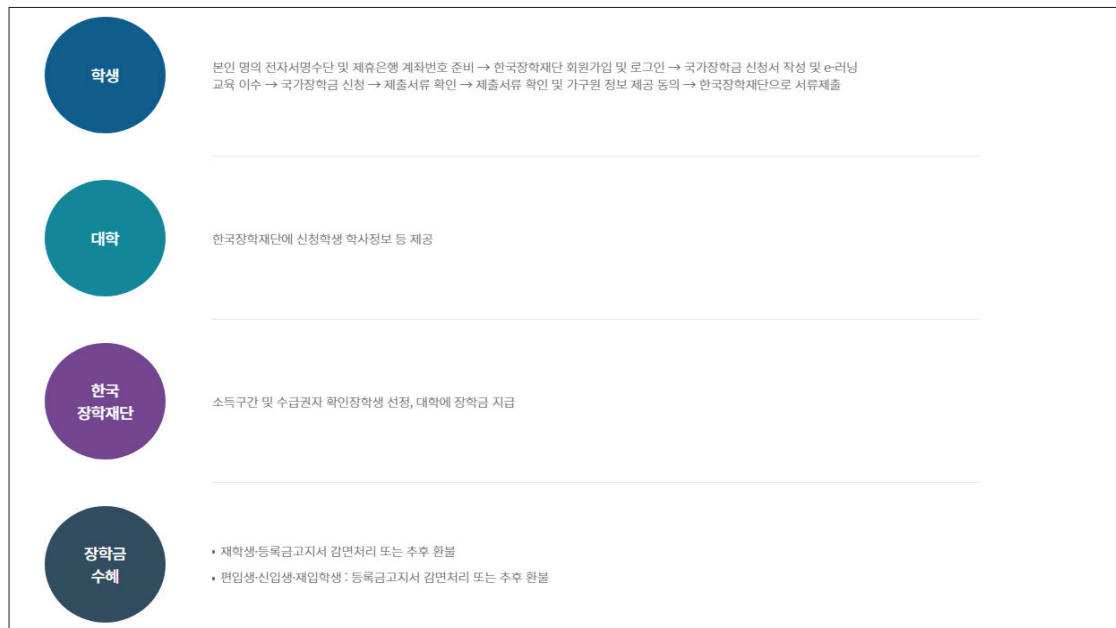 학생
본인 명의 전자서명수단 및 제휴은행 계좌번호 준비 → 한국장학재단 회원가입 및 로그인 → 국가장학금 신청서 작성 및 e-러닝
교육 이수 → 국가장학금 신청 → 제출서류 확인 → 제출서류 확인 및 가구원 정보 제공 동의 → 한국장학재단으로 서류제출
대학
한국장학재단에 신청학생 학사정보 등 제공
한국
장학재단
소득구간 및 수급권자 확인장학생 선정, 대학에 장학금 지급
장학금
수혜
• 재학생·등록금고지서 감면처리 또는 추후 환불
• 편입생·신입생·재입학생 : 등록금고지서 감면처리 또는 추후 환불